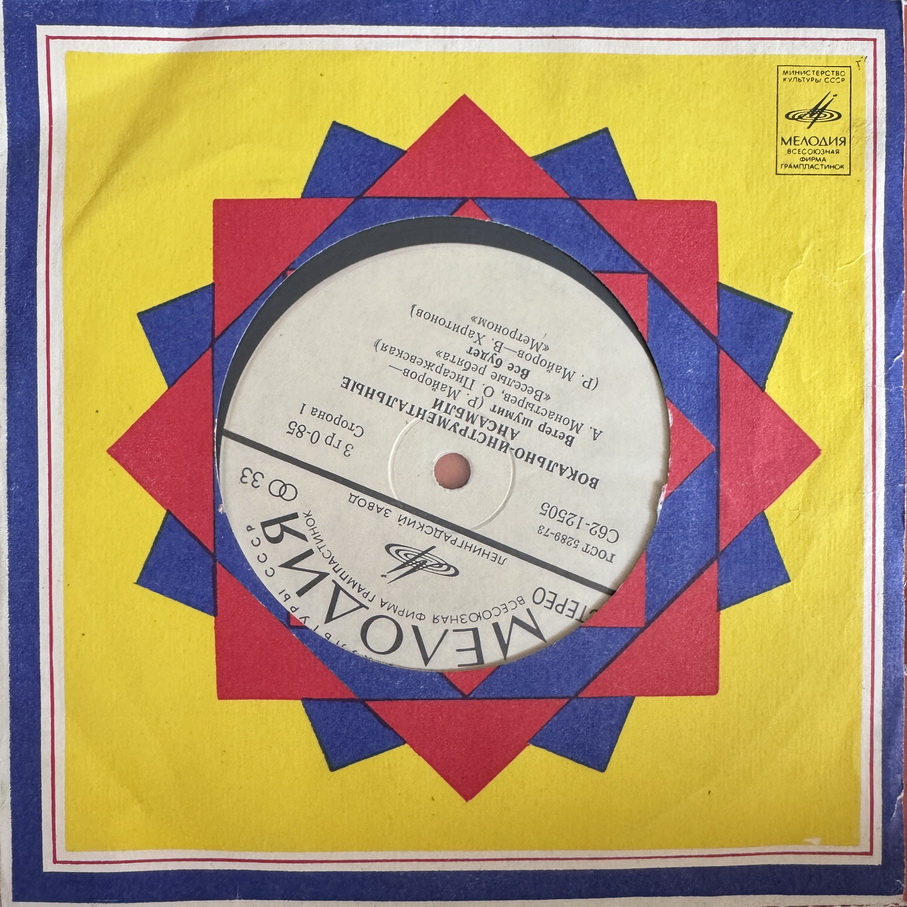 МИНИСТЕРСТВО
КУЛЬТУРЫ СССР
МЕЛОДИЯ
ВСЕСОЮЗНАЯ
ФИРМА
ГРАМПЛАСТИНОК
СССР
МЕЛОДИЯ
ВСЕСОЮЗНАЯ ФИРМА ГРАМПЛАСТИНОК
СТЕРЕО
33
ЛЕНИНГРАДСКИЙ ЗАВОД
ГОСТ 5289-73
С62-12505
3 гр 0-85
Сторона 1
ВОКАЛЬНО-ИНСТРУМЕНТАЛЬНЫЕ
АНСАМБЛИ
Ветер шумит (Р. Майоров—
А. Монастырев, О. Писаржевская)
«Веселые ребята»
Все будет
(Р. Майоров—В. Харитонов)
«Метроном»